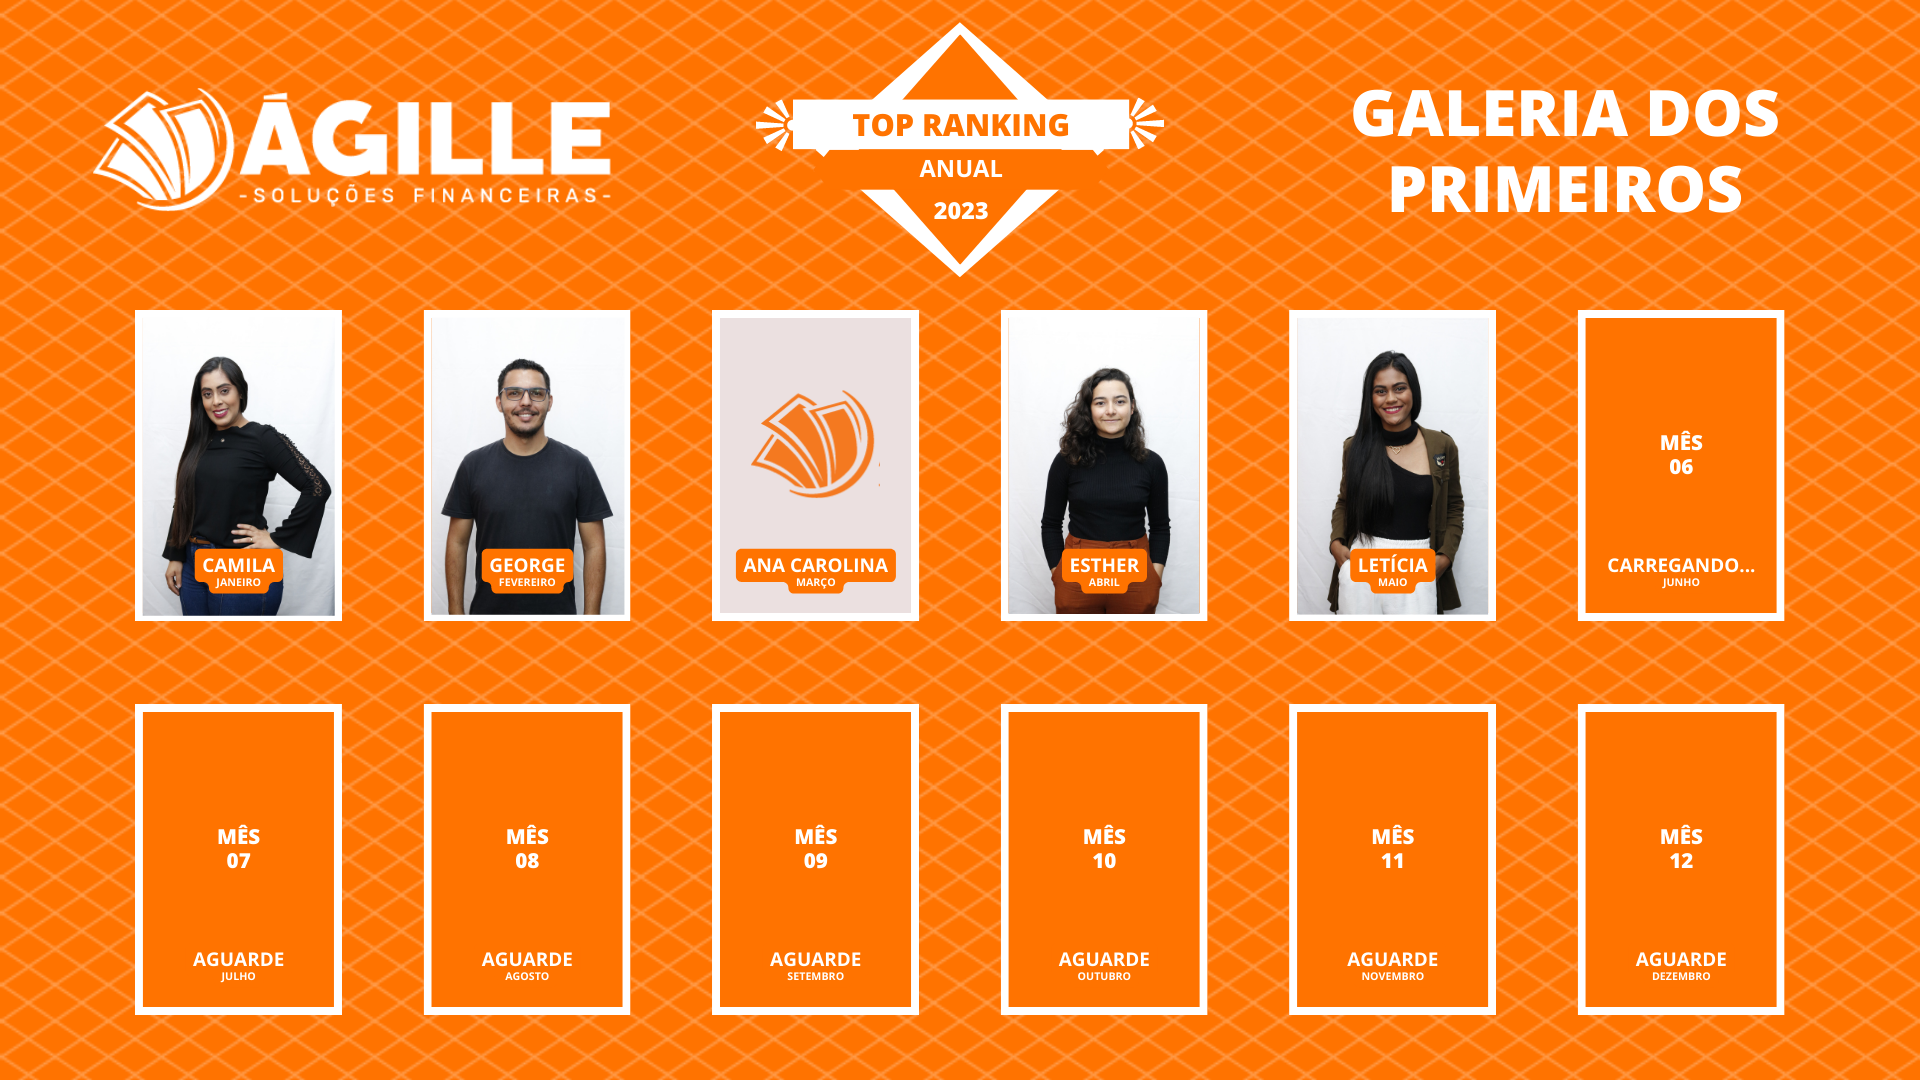 ÁGILLE
-SOLUÇÕES FINANCEIRAS-
TOP RANKING
ANUAL
2023
GALERIA DOS
PRIMEIROS
CAMILA
JANEIRO
GEORGE
FEVEREIRO
ANA CAROLINA
MARÇO
ESTHER
ABRIL
LETÍCIA
MAIO
MÊS
06
CARREGANDO...
JUNHO
MÊS
07
AGUARDE
JULHO
MÊS
08
AGUARDE
AGOSTO
MÊS
09
AGUARDE
SETEMBRO
MÊS
10
AGUARDE
OUTUBRO
MÊS
11
AGUARDE
NOVEMBRO
MÊS
12
AGUARDE
DEZEMBRO